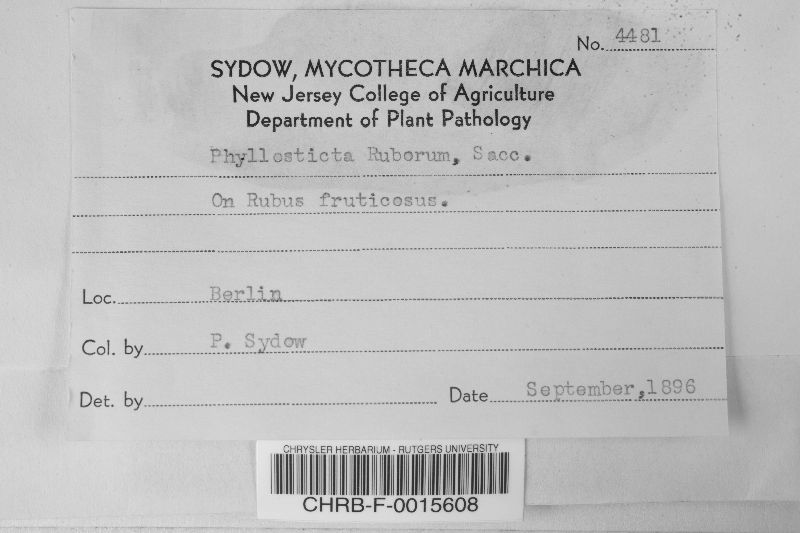 No. 4481
SYDOW, MYCOTHECA MARCHICA
New Jersey College of Agriculture
Department of Plant Pathology
Phyllosticta Ruborum, Sacc.
On Rubus fruticosus.
Loc. Berlin
Col. by P. Sydow
Det. by Date September,1896
CHRYSLER HERBARIUM - RUTGERS UNIVERSITY
CHRB-F-0015608